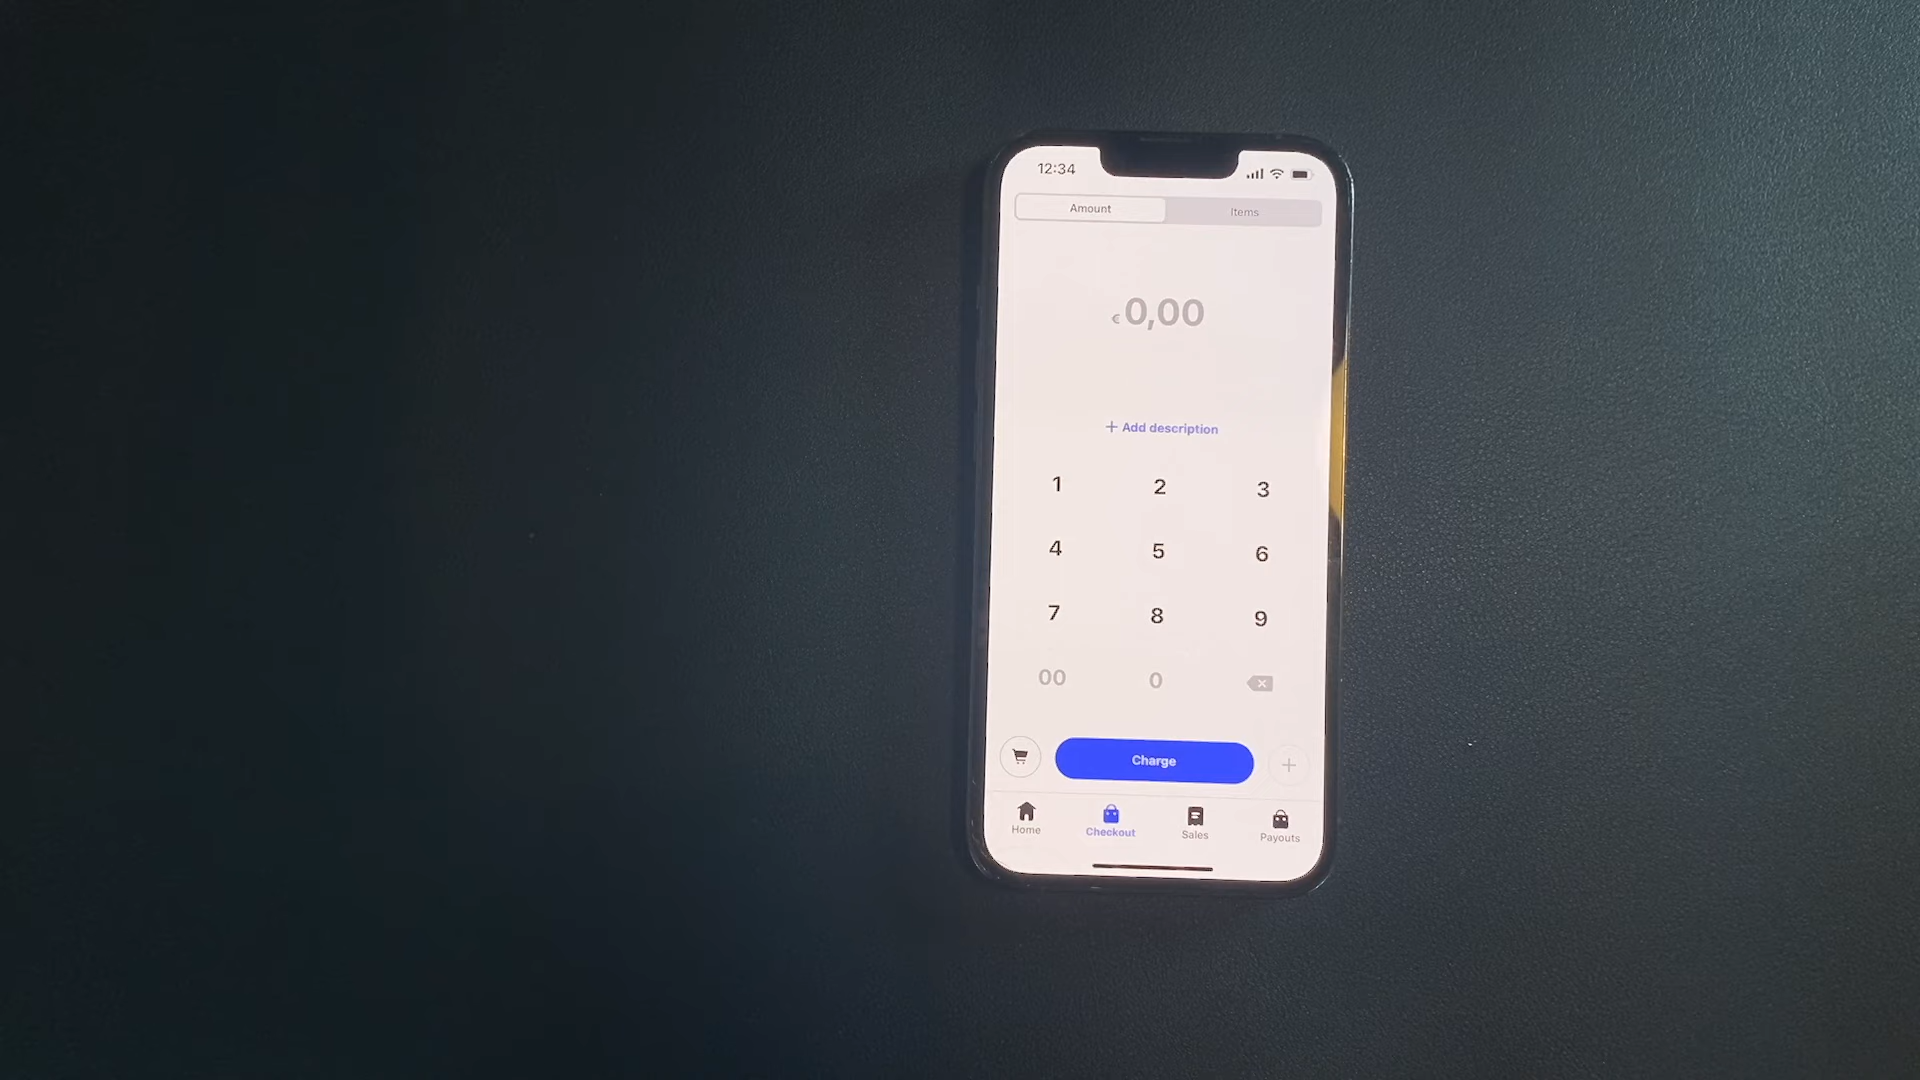 12:34
Amount Items
€0,00
+ Add description
1 2 3
4 5 6
7 8 9
00 0
Charge
Home Checkout Sales Payouts